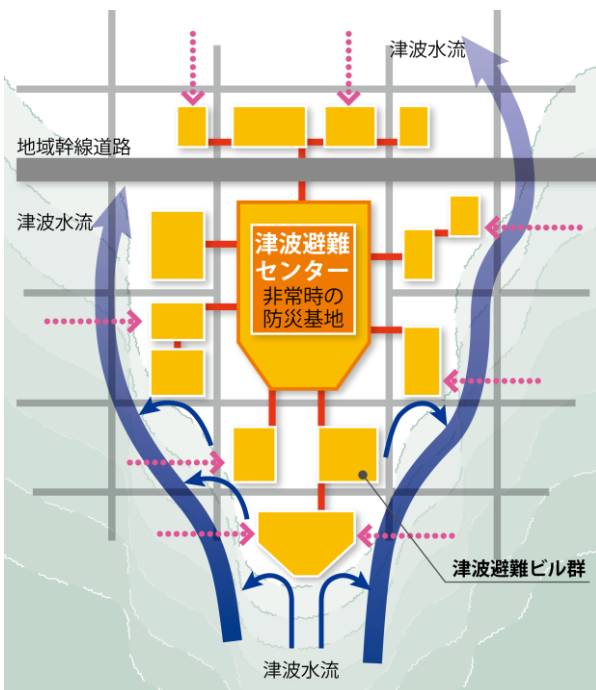 津波水流
地域幹線道路
津波水流
津波避難
センター
非常時の
防災基地
津波避難ビル群
津波水流